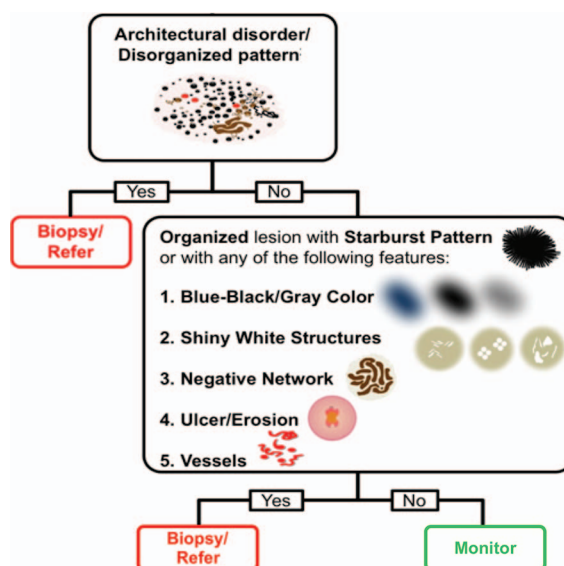 Architectural disorder/
Disorganized pattern:
Yes
No
Biopsy/
Refer
Organized lesion with Starburst Pattern
or with any of the following features:
1. Blue-Black/Gray Color
2. Shiny White Structures
3. Negative Network
4. Ulcer/Erosion
5. Vessels
Yes
No
Biopsy/
Refer
Monitor